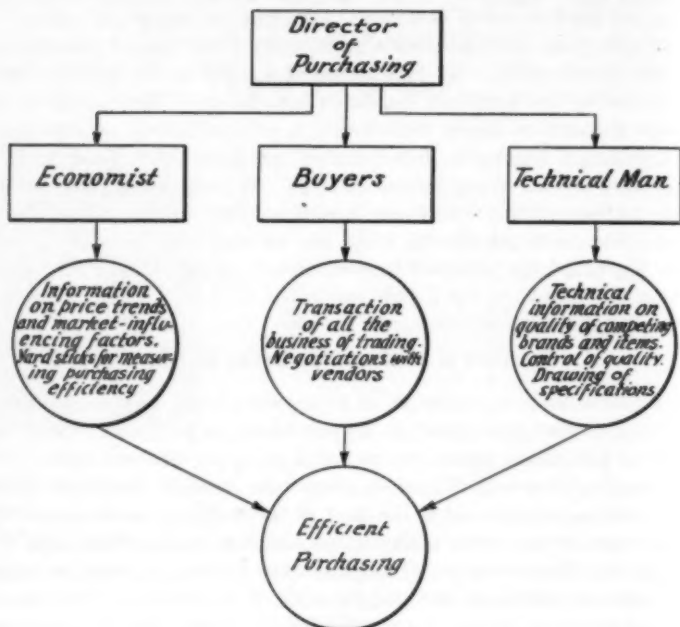 Director
of
Purchasing
Economist
Buyers
Technical Man
Information
on price trends
and market-influ-
encing factors.
Yard sticks for measur-
ing purchasing
efficiency
Transaction
of all the
business of trading.
Negotiations with
vendors
Technical
information on
quality of competing
brands and items.
Control of quality.
Drawing of
specifications
Efficient
Purchasing